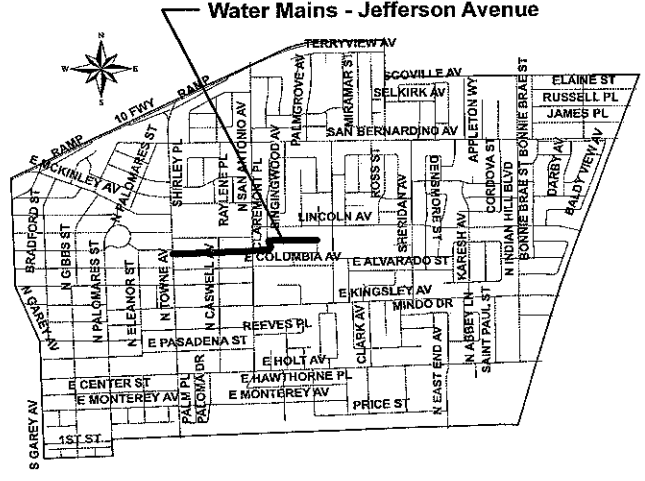 Water Mains - Jefferson Avenue
N
W
E
S
TERRYVIEW AV
SCOVILLE AV
SELKIRK AV
ELAINE ST
RUSSELL PL
JAMES PL
RAMP
10 FWY
RAMP
PALMGROVE AV
MIRAMAR ST
APPLETON WY
BONNIE BRAE ST
SAN BERNARDINO AV
E MCKINLEY AV
N PALOMARES ST
SHIRLEY PL
RAYLENE PL
N SAN ANTONIO AV
CLAREMONT PL
GINGINGWOOD AV
ROSS ST
DENSMORE ST
CORDOVA ST
DARBY AV
BALDY VIEW AV
BRADFORD ST
N GIBBS ST
LINCOLN AV
SHERIDAN AV
KARESH AV
N INDIAN HILL BLVD
BONNIE BRAE ST
E COLUMBIA AV
E ALVARADO ST
N GAREY AV
N PALOMARES ST
N ELEANOR ST
N TOWNE AV
N CASWELL AV
E KINGSLEY AV
MINDO DR
REEVES PL
E PASADENA ST
CLARK AV
N ABBEY LN
SAINT PAUL ST
E HOLT AV
E CENTER ST
E HAWTHORNE PL
E MONTEREY AV
E MONTEREY AV
PALM PL
PALOMA DR
N EAST END AV
PRICE ST
S GAREY AV
1ST ST